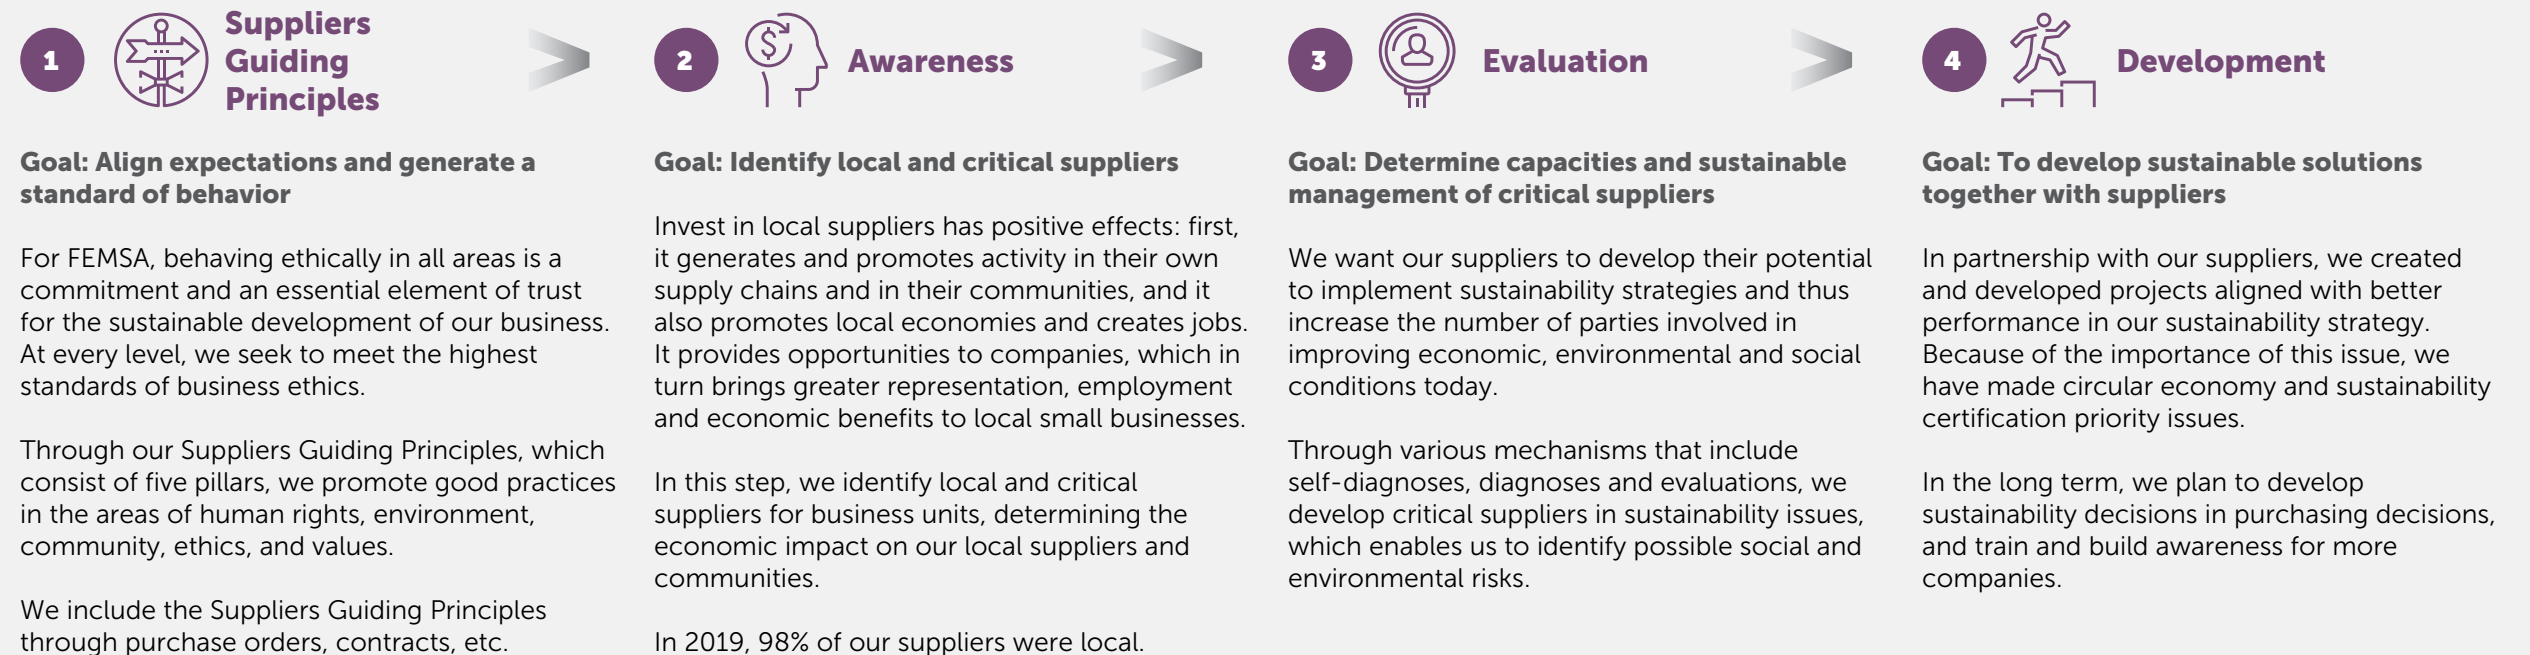 1
Suppliers
Guiding
Principles
Goal: Align expectations and generate a
standard of behavior
For FEMSA, behaving ethically in all areas is a
commitment and an essential element of trust
for the sustainable development of our business.
At every level, we seek to meet the highest
standards of business ethics.
Through our Suppliers Guiding Principles, which
consist of five pillars, we promote good practices
in the areas of human rights, environment,
community, ethics, and values.
We include the Suppliers Guiding Principles
through purchase orders, contracts, etc.
>
2
$
Awareness
Goal: Identify local and critical suppliers
Invest in local suppliers has positive effects: first,
it generates and promotes activity in their own
supply chains and in their communities, and it
also promotes local economies and creates jobs.
It provides opportunities to companies, which in
turn brings greater representation, employment
and economic benefits to local small businesses.
In this step, we identify local and critical
suppliers for business units, determining the
economic impact on our local suppliers and
communities.
In 2019, 98% of our suppliers were local.
>
3
Evaluation
Goal: Determine capacities and sustainable
management of critical suppliers
We want our suppliers to develop their potential
to implement sustainability strategies and thus
increase the number of parties involved in
improving economic, environmental and social
conditions today.
Through various mechanisms that include
self-diagnoses, diagnoses and evaluations, we
develop critical suppliers in sustainability issues,
which enables us to identify possible social and
environmental risks.
>
4
Development
Goal: To develop sustainable solutions
together with suppliers
In partnership with our suppliers, we created
and developed projects aligned with better
performance in our sustainability strategy.
Because of the importance of this issue, we
have made circular economy and sustainability
certification priority issues.
In the long term, we plan to develop
sustainability decisions in purchasing decisions,
and train and build awareness for more
companies.